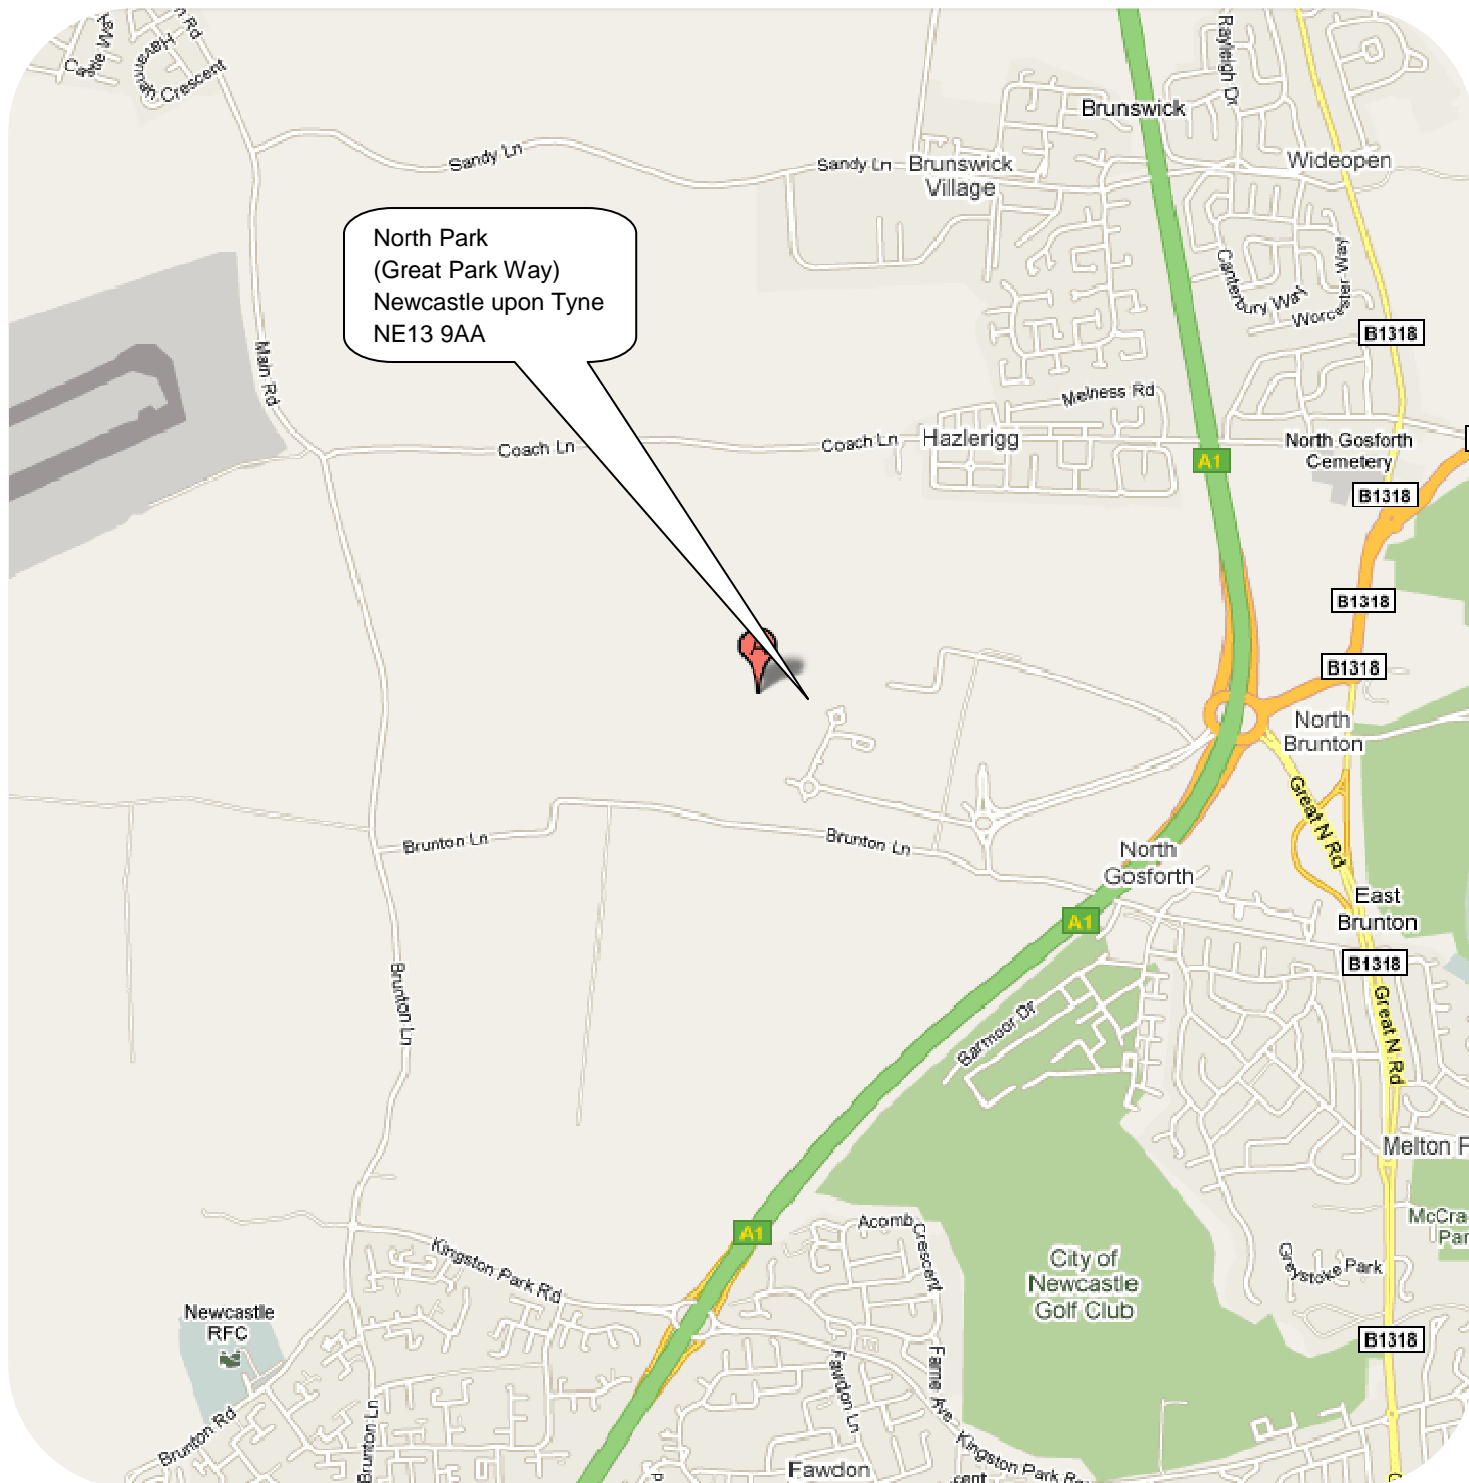 Crescent
Sandy Ln
Sandy Ln
Brunswick
Village
Brunswick
Rayleigh Dr
Wideopen
North Park
(Great Park Way)
Newcastle upon Tyne
NE13 9AA
Canterbury Way
Worcester Way
B1318
Main Rd
Melness Rd
Coach Ln
Coach Ln
Hazlerigg
A1
North Gosforth
Cemetery
B1318
B1318
B1318
A
North
Brunton
Great N Rd
Brunton Ln
Brunton Ln
North
Gosforth
East
Brunton
A1
B1318
Brunton Ln
Great N Rd
Barmoor Dr
Melton P
McCra
Par
A1
Acomb Crescent
Kingston Park Rd
City of
Newcastle
Golf Club
Greystoke Park
Newcastle
RFC
B1318
Fawdon Ln
Farne Ave
Brunton Rd
Brunton Ln
Kingston Park Ro
Fawdon
cent